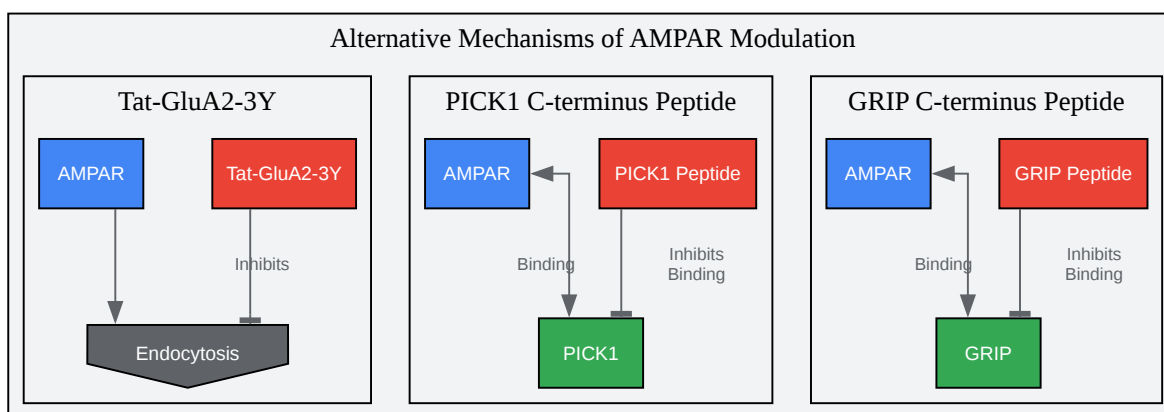 Alternative Mechanisms of AMPAR Modulation
Tat-GluA2-3Y
AMPAR
Tat-GluA2-3Y
Inhibits
Endocytosis
PICK1 C-terminus Peptide
AMPAR
PICK1 Peptide
Binding
Inhibits
Binding
PICK1
GRIP C-terminus Peptide
AMPAR
GRIP Peptide
Binding
Inhibits
Binding
GRIP